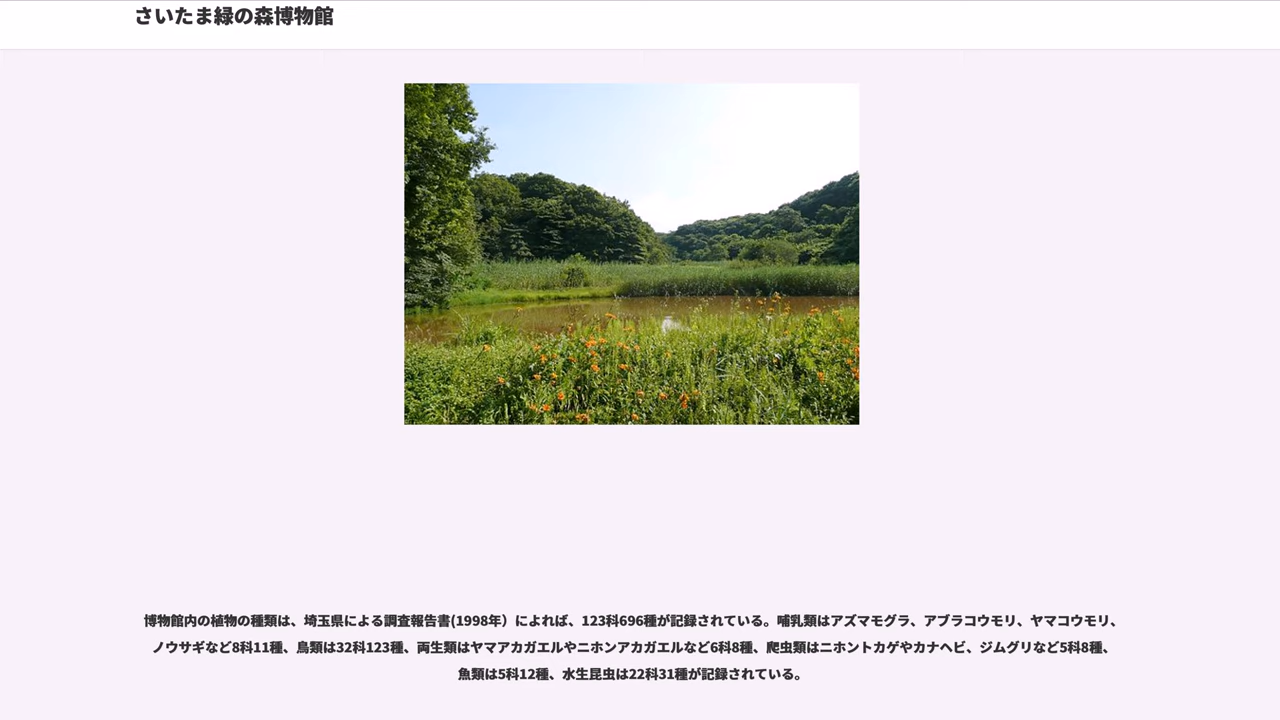 さいたま緑の森博物館
博物館内の植物の種類は、埼玉県による調査報告書(1998年）によれば、123科696種が記録されている。哺乳類はアズマモグラ、アブラコウモリ、ヤマコウモリ、
ノウサギなど8科11種、鳥類は32科123種、両生類はヤマアカガエルやニホンアカガエルなど6科8種、爬虫類はニホントカゲやカナヘビ、ジムグリなど5科8種、
魚類は5科12種、水生昆虫は22科31種が記録されている。